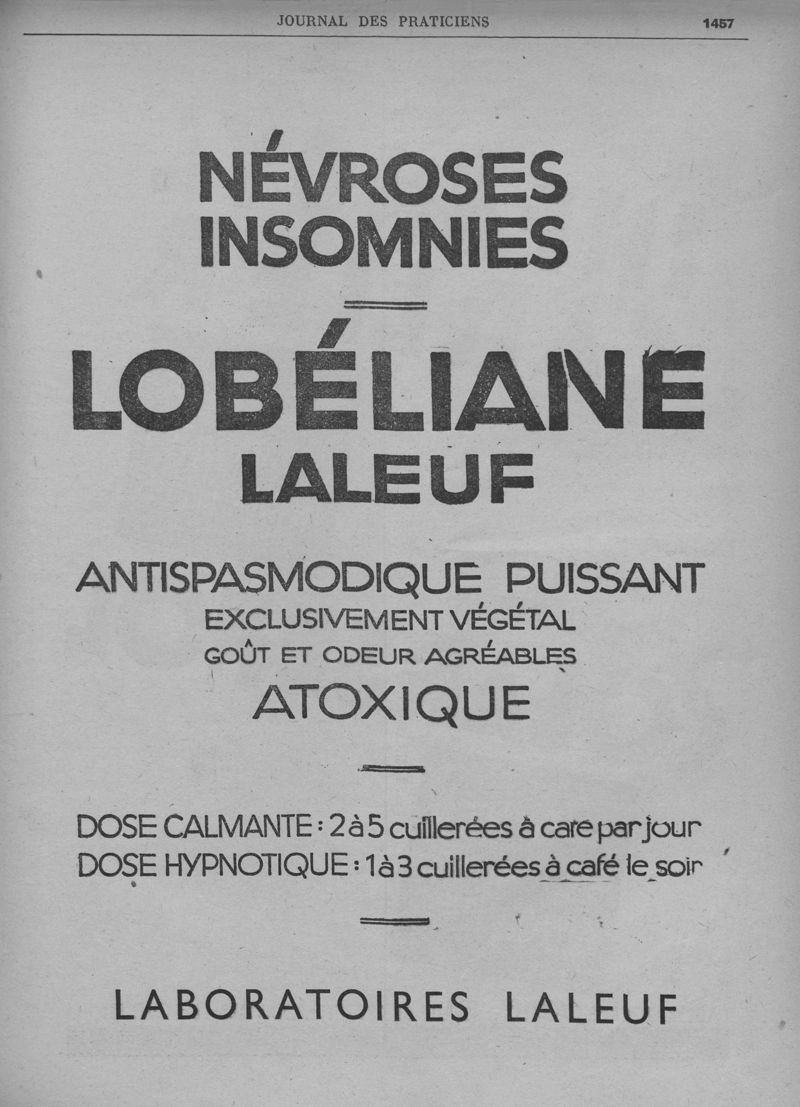 JOURNAL DES PRATICIENS 1457
NÉVROSES
INSOMNIES
LOBÉLIANE
LALEUF
ANTISPASMODIQUE PUISSANT
EXCLUSIVEMENT VÉGÉTAL
GOÛT ET ODEUR AGRÉABLES
ATOXIQUE
DOSE CALMANTE : 2 à 5 cuillerées à cafe par jour
DOSE HYPNOTIQUE : 1 à 3 cuillerées à café le soir
LABORATOIRES LALEUF